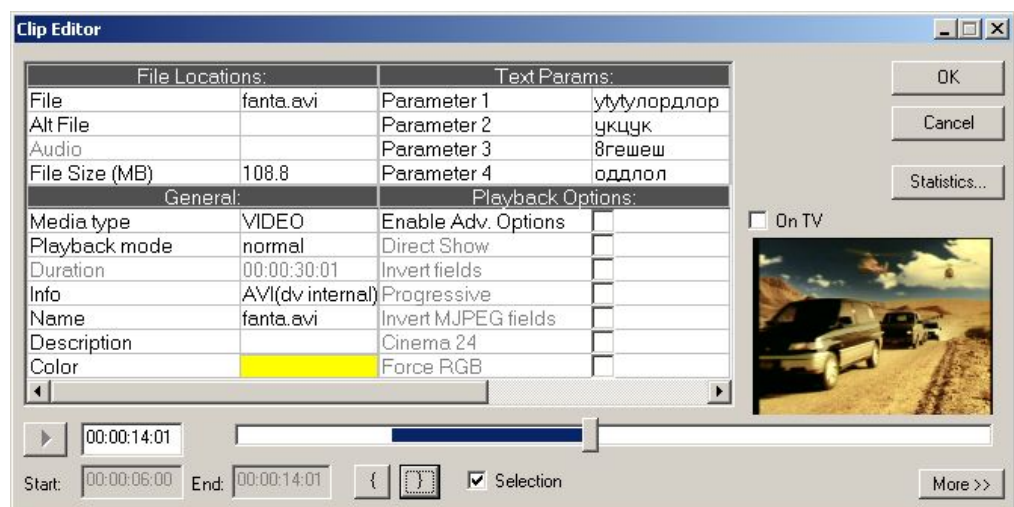 Clip Editor
File Locations: Text Params:
File fanta.avi Parameter 1 уtуtулордлор
Alt File Parameter 2 укцук
Audio Parameter 3 8гешеш
File Size (MB) 108.8 Parameter 4 оддлол
General: Playback Options:
Media type VIDEO Enable Adv. Options
Playback mode normal Direct Show
Duration 00:00:30:01 Invert fields
Info AVI(dv internal) Progressive
Name fanta.avi Invert MJPEG fields
Description Cinema 24
Color Force RGB
OK
Cancel
Statistics...
On TV
00:00:14:01
Start: 00:00:06:00 End: 00:00:14:01 { } Selection
More >>